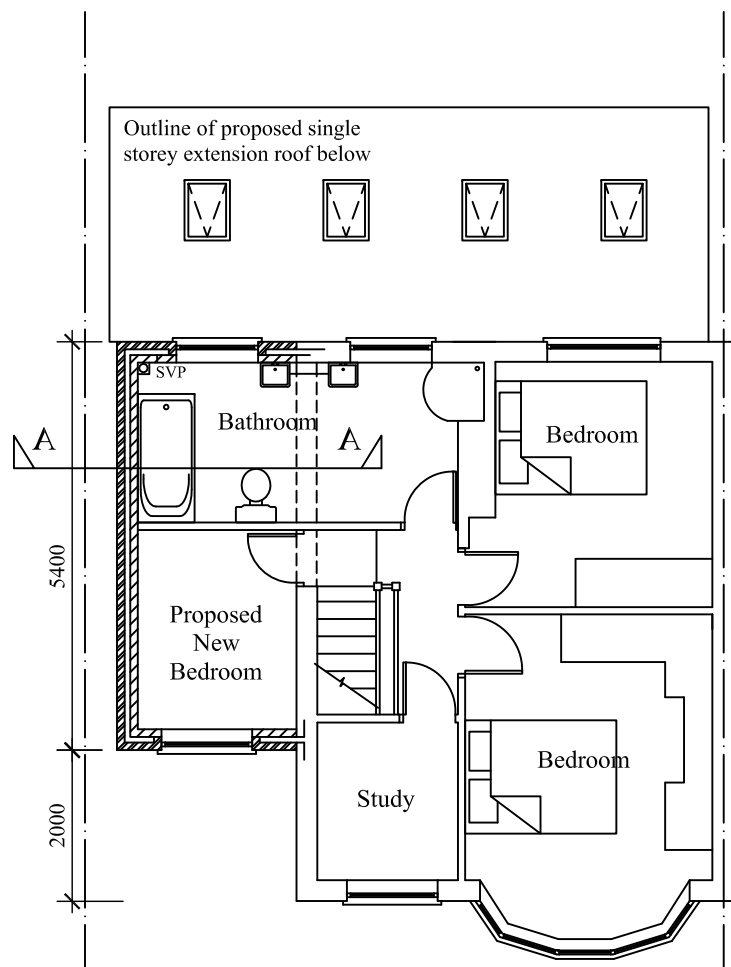 Outline of proposed single
storey extension roof below
SVP
Bathroom
A
A
Bedroom
5400
Proposed
New
Bedroom
Bedroom
Study
2000